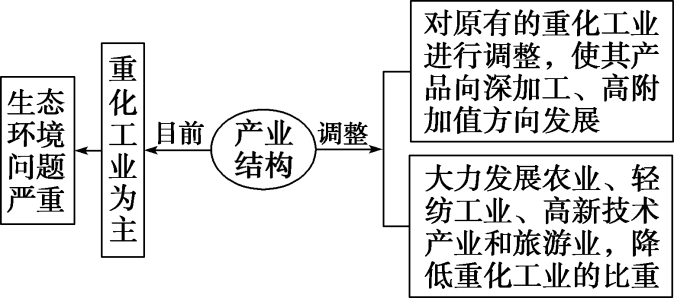 生态
环境
问题
严重
重
化
工
业
为
主
目前
产业
结构
调整
对原有的重化工业
进行调整，使其产
品向深加工、高附
加值方向发展
大力发展农业、轻
纺工业、高新技术
产业和旅游业，降
低重化工业的比重